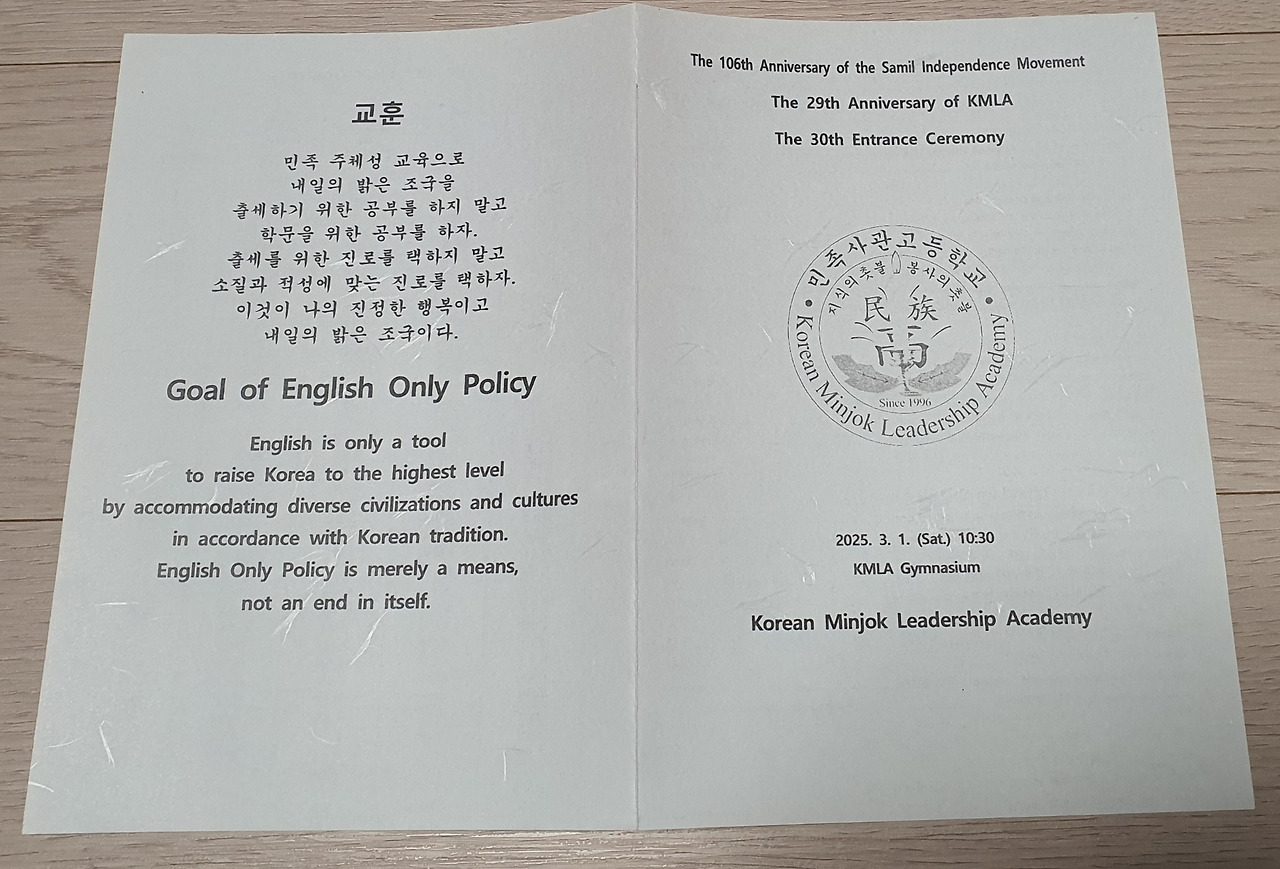 교훈
민족 주체성 교육으로
내일의 밝은 조국을
출세하기 위한 공부를 하지 말고
학문을 위한 공부를 하자.
출세를 위한 진로를 택하지 말고
소질과 적성에 맞는 진로를 택하자.
이것이 나의 진정한 행복이고
내일의 밝은 조국이다.
Goal of English Only Policy
English is only a tool
to raise Korea to the highest level
by accommodating diverse civilizations and cultures
in accordance with Korean tradition.
English Only Policy is merely a means,
not an end in itself.
The 106th Anniversary of the Samil Independence Movement
The 29th Anniversary of KMLA
The 30th Entrance Ceremony
민족사관고등학교
지식의 촛불 봉사의 촛불
民族
Since 1996
Korean Minjok Leadership Academy
2025. 3. 1. (Sat.) 10:30
KMLA Gymnasium
Korean Minjok Leadership Academy